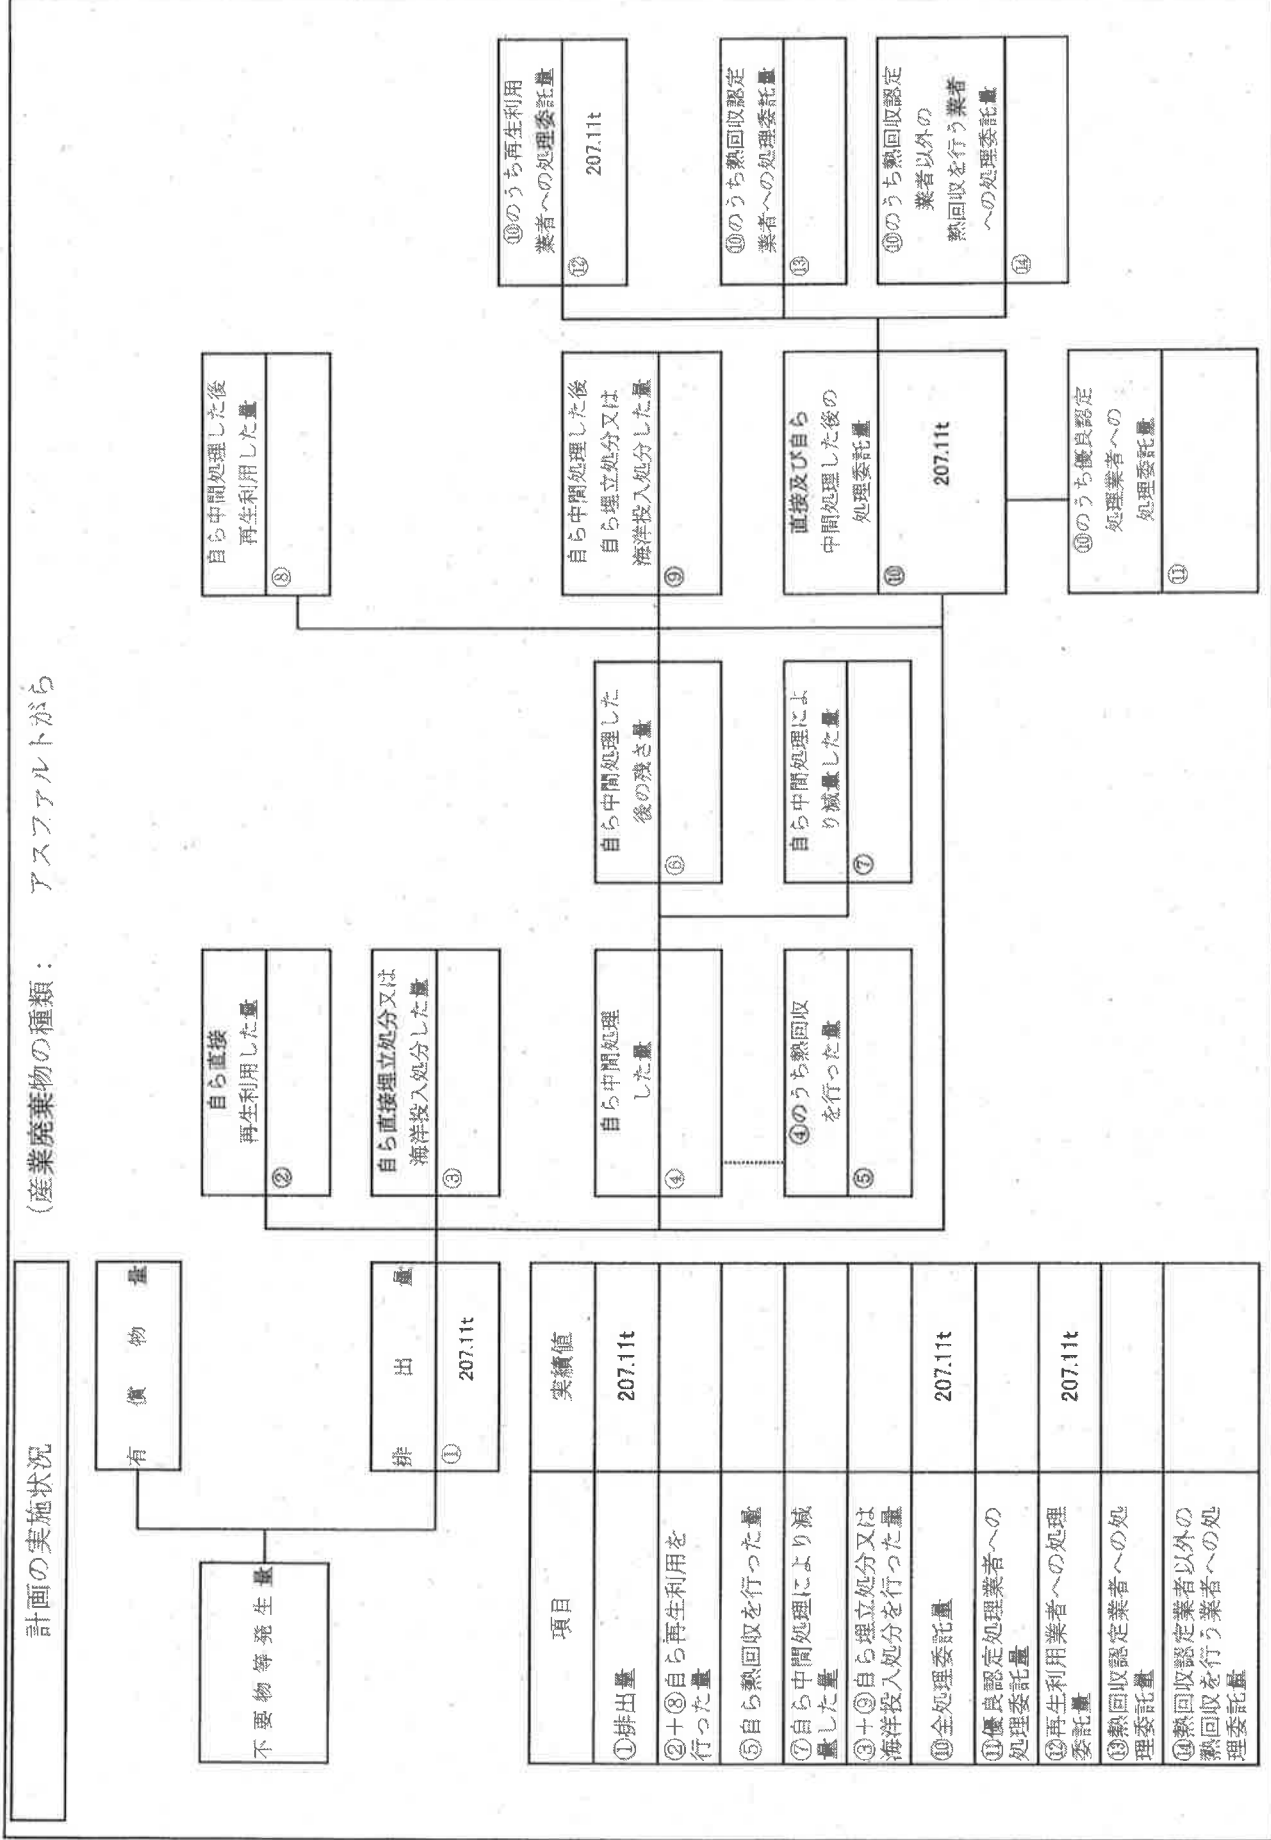 計画の実施状況
（産業廃棄物の種類： アスファルトがら
不要物等発生量
有償物量
排出量
①
207.11t
自ら直接
再生利用した量
②
自ら直接埋立処分又は
海洋投入処分した量
③
自ら中間処理
した量
④
④のうち熱回収
を行った量
⑤
自ら中間処理した
後の残さ量
⑥
自ら中間処理によ
り減量した量
⑦
自ら中間処理した後
再生利用した量
⑧
自ら中間処理した後
自ら埋立処分又は
海洋投入処分した量
⑨
直接及び自ら
中間処理した後の
処理委託量
⑩
207.11t
⑩のうち優良認定
処理業者への
処理委託量
⑪
⑩のうち再生利用
業者への処理委託量
⑫
207.11t
⑩のうち熱回収認定
業者への処理委託量
⑬
⑩のうち熱回収認定
業者以外の
熱回収を行う業者
への処理委託量
⑭
項目 実績値
①排出量 207.11t
②＋⑧自ら再生利用を
行った量
⑤自ら熱回収を行った量
⑦自ら中間処理により減
量した量
③＋⑨自ら埋立処分又は
海洋投入処分を行った量
⑩全処理委託量 207.11t
⑪優良認定処理業者への
処理委託量
⑫再生利用業者への処理
委託量 207.11t
⑬熱回収認定業者への処
理委託量
⑭熱回収認定業者以外の
熱回収を行う業者への処
理委託量